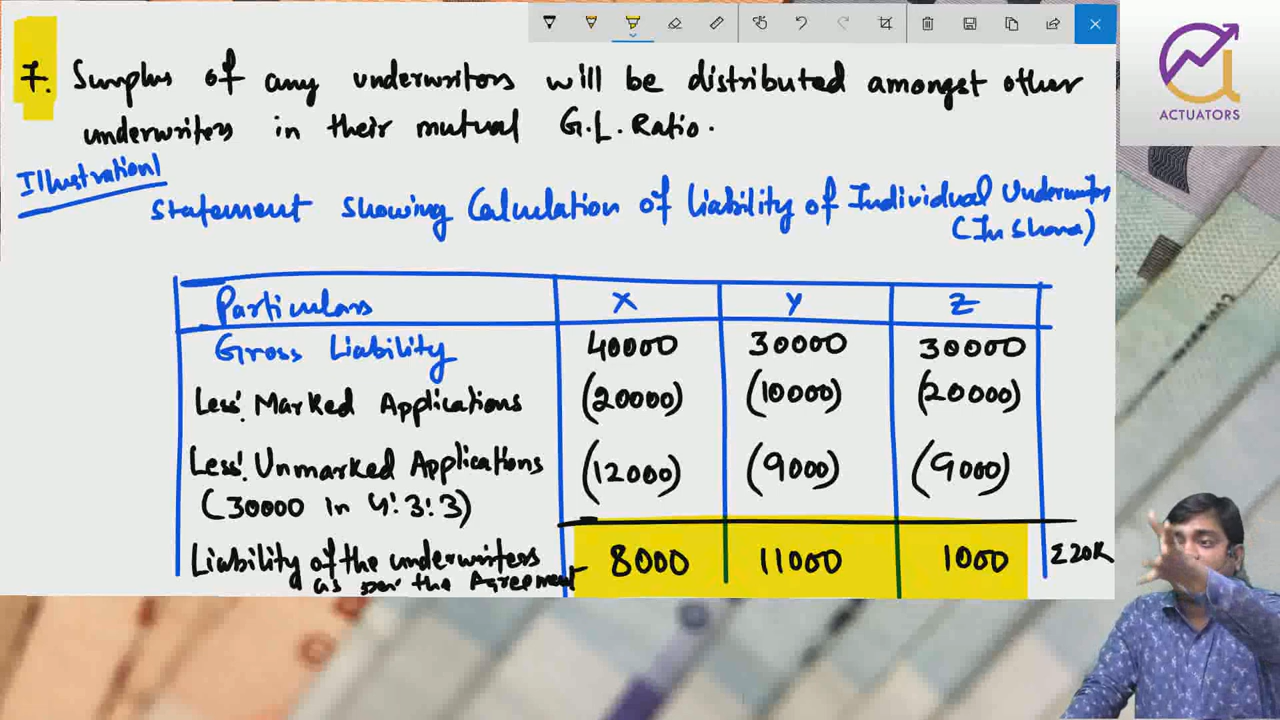 7. Surplus of any underwriters will be distributed amongst other
underwriters in their mutual G.L. Ratio.
Illustration1
Statement showing Calculation of liability of Individual Underwriters
(In Shares)
Particulars X Y Z
Gross Liability 40000 30000 30000
Less: Marked Applications (20000) (10000) (20000)
Less: Unmarked Applications (12000) (9000) (9000)
(30000 in 4:3:3)
Liability of the underwriters 8000 11000 1000 Σ20K
as per the Agreement
ACTUATORS